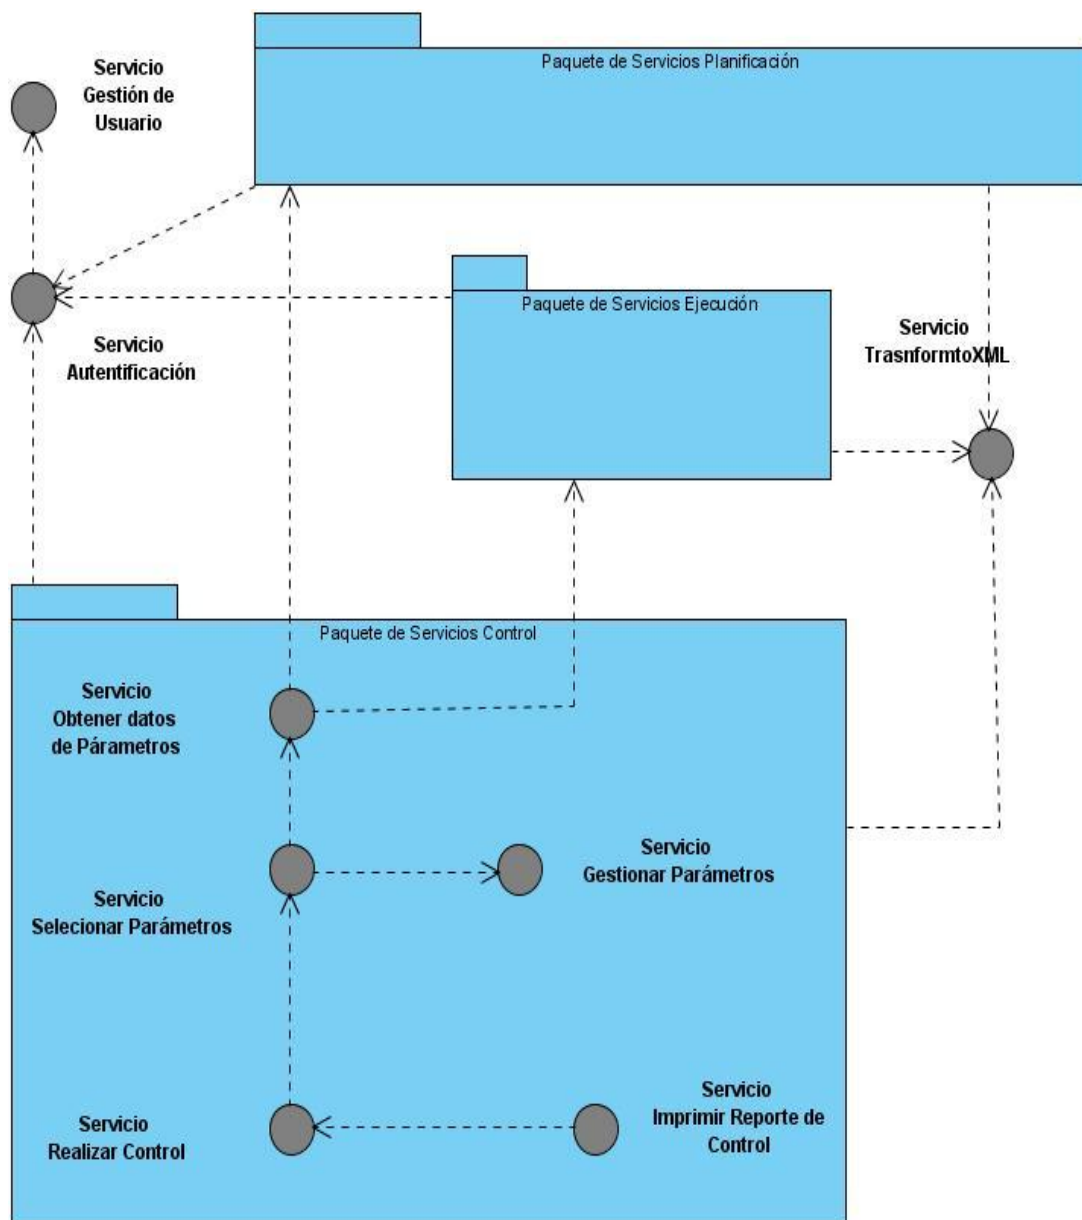 Paquete de Servicios Planificación
Servicio
Gestión de
Usuario
Paquete de Servicios Ejecución
Servicio
TrasnformtoXML
Servicio
Autentificación
Paquete de Servicios Control
Servicio
Obtener datos
de Párametros
Servicio
Gestionar Parámetros
Servicio
Selecionar Parámetros
Servicio
Imprimir Reporte de
Control
Servicio
Realizar Control